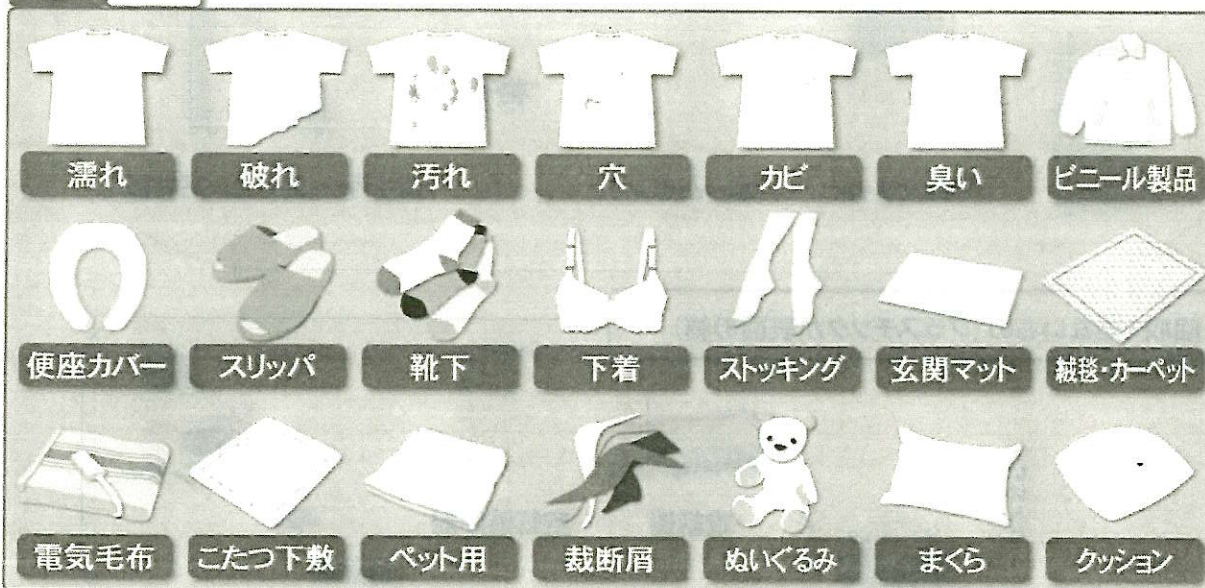 濡れ 破れ 汚れ 穴 カビ 臭い ビニール製品
便座カバー スリッパ 靴下 下着 ストッキング 玄関マット 絨毯・カーペット
電気毛布 こたつ下敷 ペット用 裁断屑 ぬいぐるみ まくら クッション